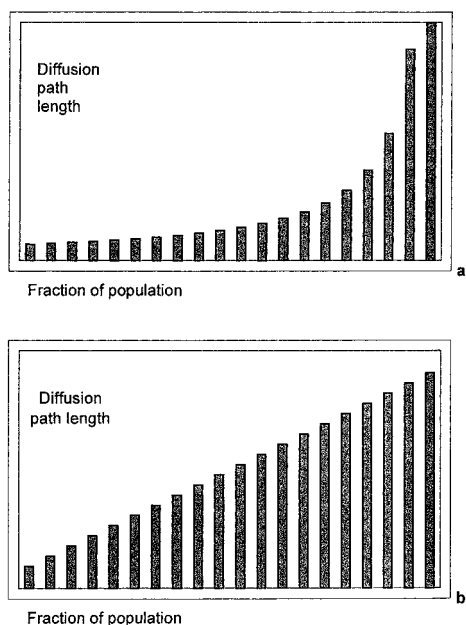 Diffusion
path
length
a
Fraction of population
Diffusion
path length
b
Fraction of population